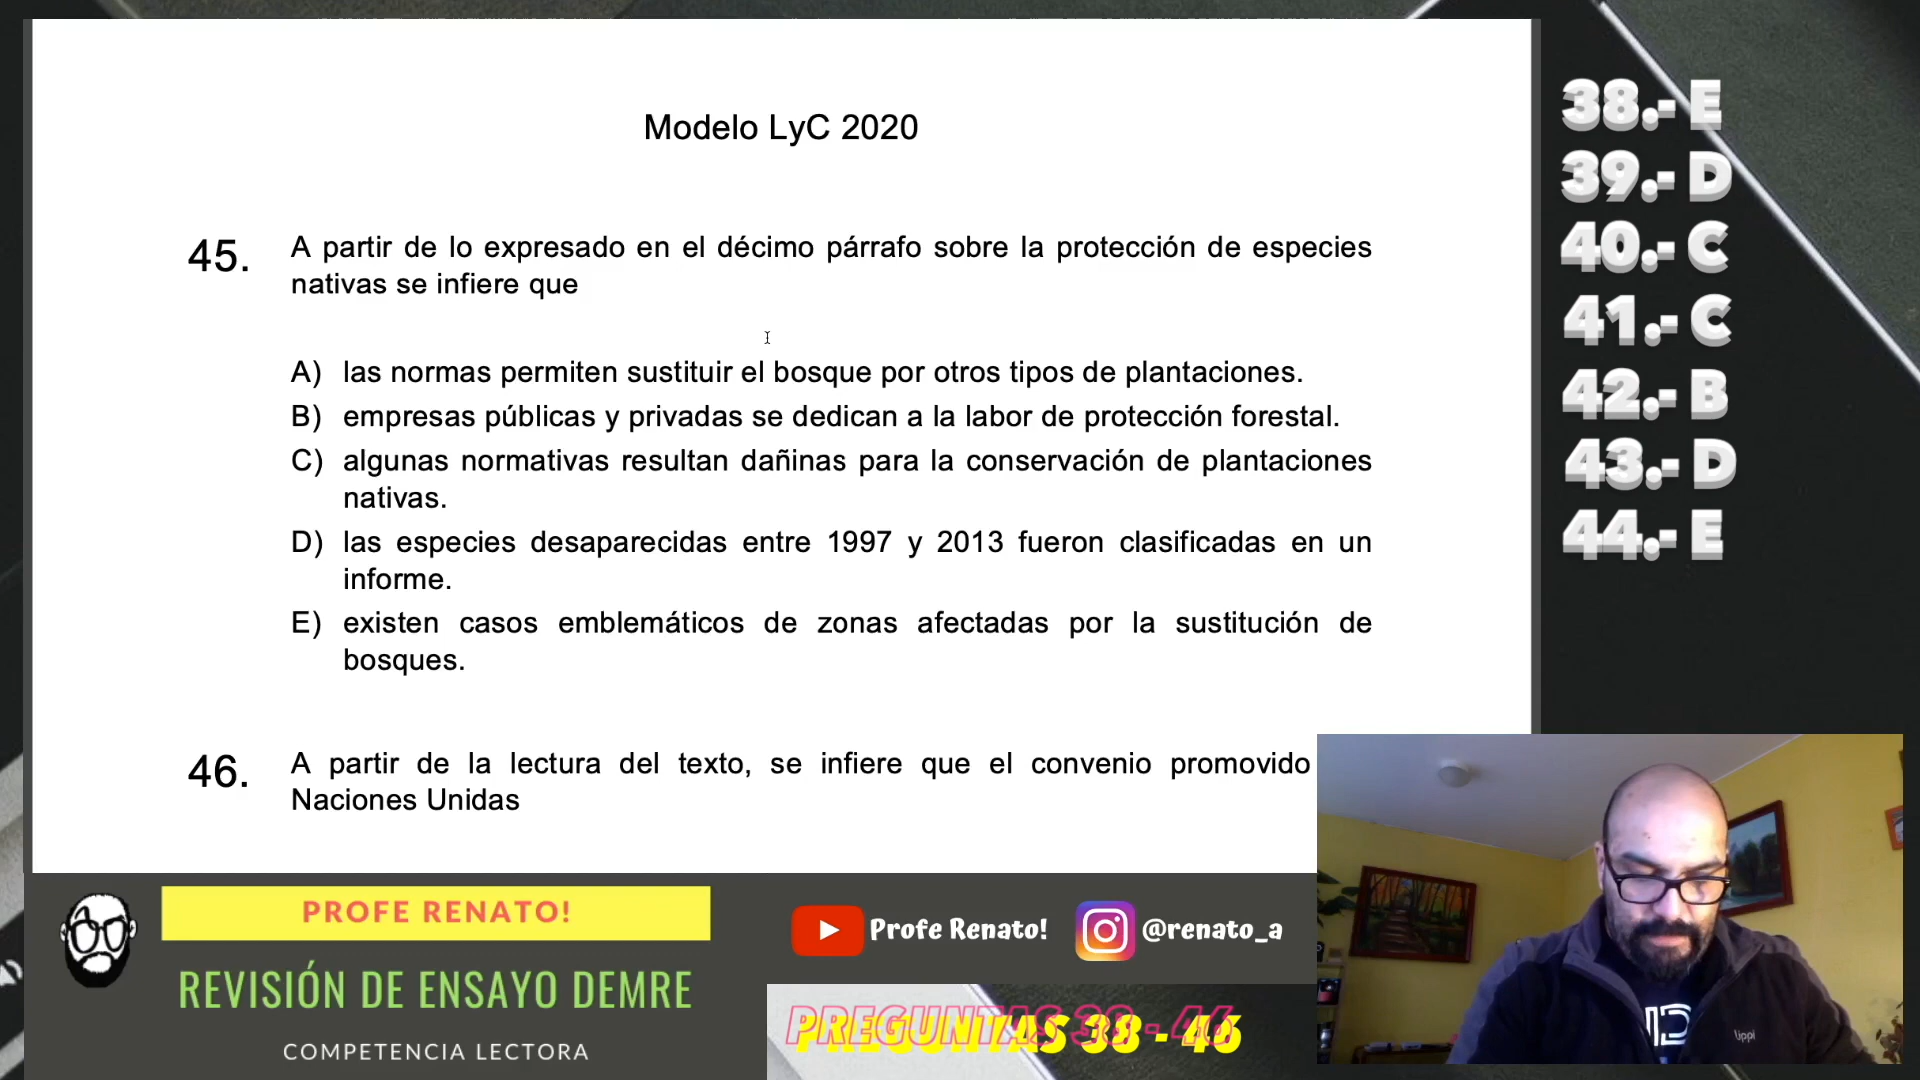 Modelo LyC 2020
45. A partir de lo expresado en el décimo párrafo sobre la protección de especies
nativas se infiere que
A) las normas permiten sustituir el bosque por otros tipos de plantaciones.
B) empresas públicas y privadas se dedican a la labor de protección forestal.
C) algunas normativas resultan dañinas para la conservación de plantaciones
nativas.
D) las especies desaparecidas entre 1997 y 2013 fueron clasificadas en un
informe.
E) existen casos emblemáticos de zonas afectadas por la sustitución de
bosques.
46. A partir de la lectura del texto, se infiere que el convenio promovido
Naciones Unidas
38.- E
39.- D
40.- C
41.- C
42.- B
43.- D
44.- E
PROFE RENATO!
REVISIÓN DE ENSAYO DEMRE
COMPETENCIA LECTORA
Profe Renato!
@renato_a
PREGUNTAS 38 - 46
lippi